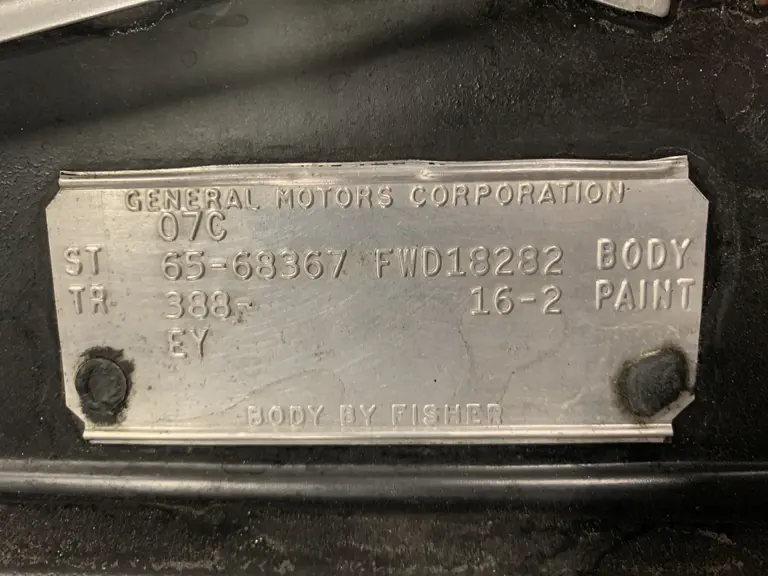 GENERAL MOTORS CORPORATION
07C
ST 65-68367 FWD18282 BODY
TR. 388- 16-2 PAINT
EY
BODY BY FISHER